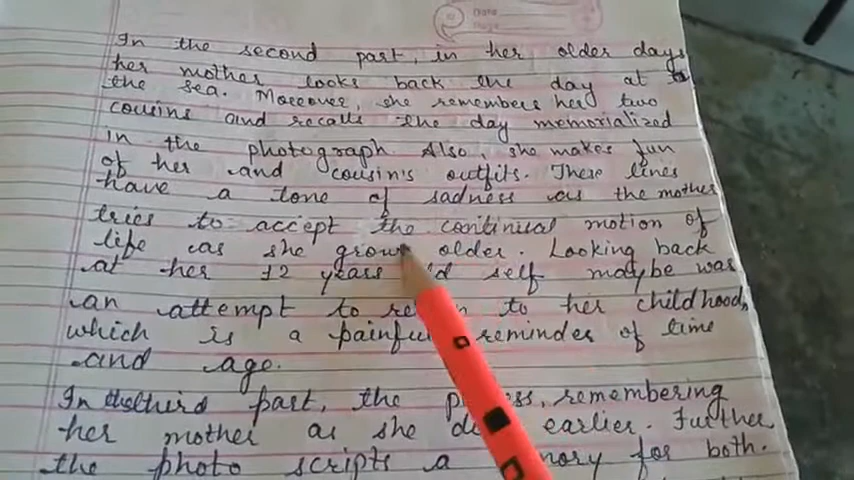 Date
In the second part, in her older days
her mother looks back the day at
the sea. Moreover, she remembers her two
cousins and recalls the day memorialized
in the photograph. Also, she makes fun
of her and cousin's outfits. These lines
have a tone of sadness as the mother
tries to accept the continual motion of
life as she grows older. Looking back
at her 12 years self maybe was
an attempt to to her childhood,
which is a painful reminder of time
and age.
In the third part, the remembering
her mother as she earlier. Further
the photo scripts a for both.